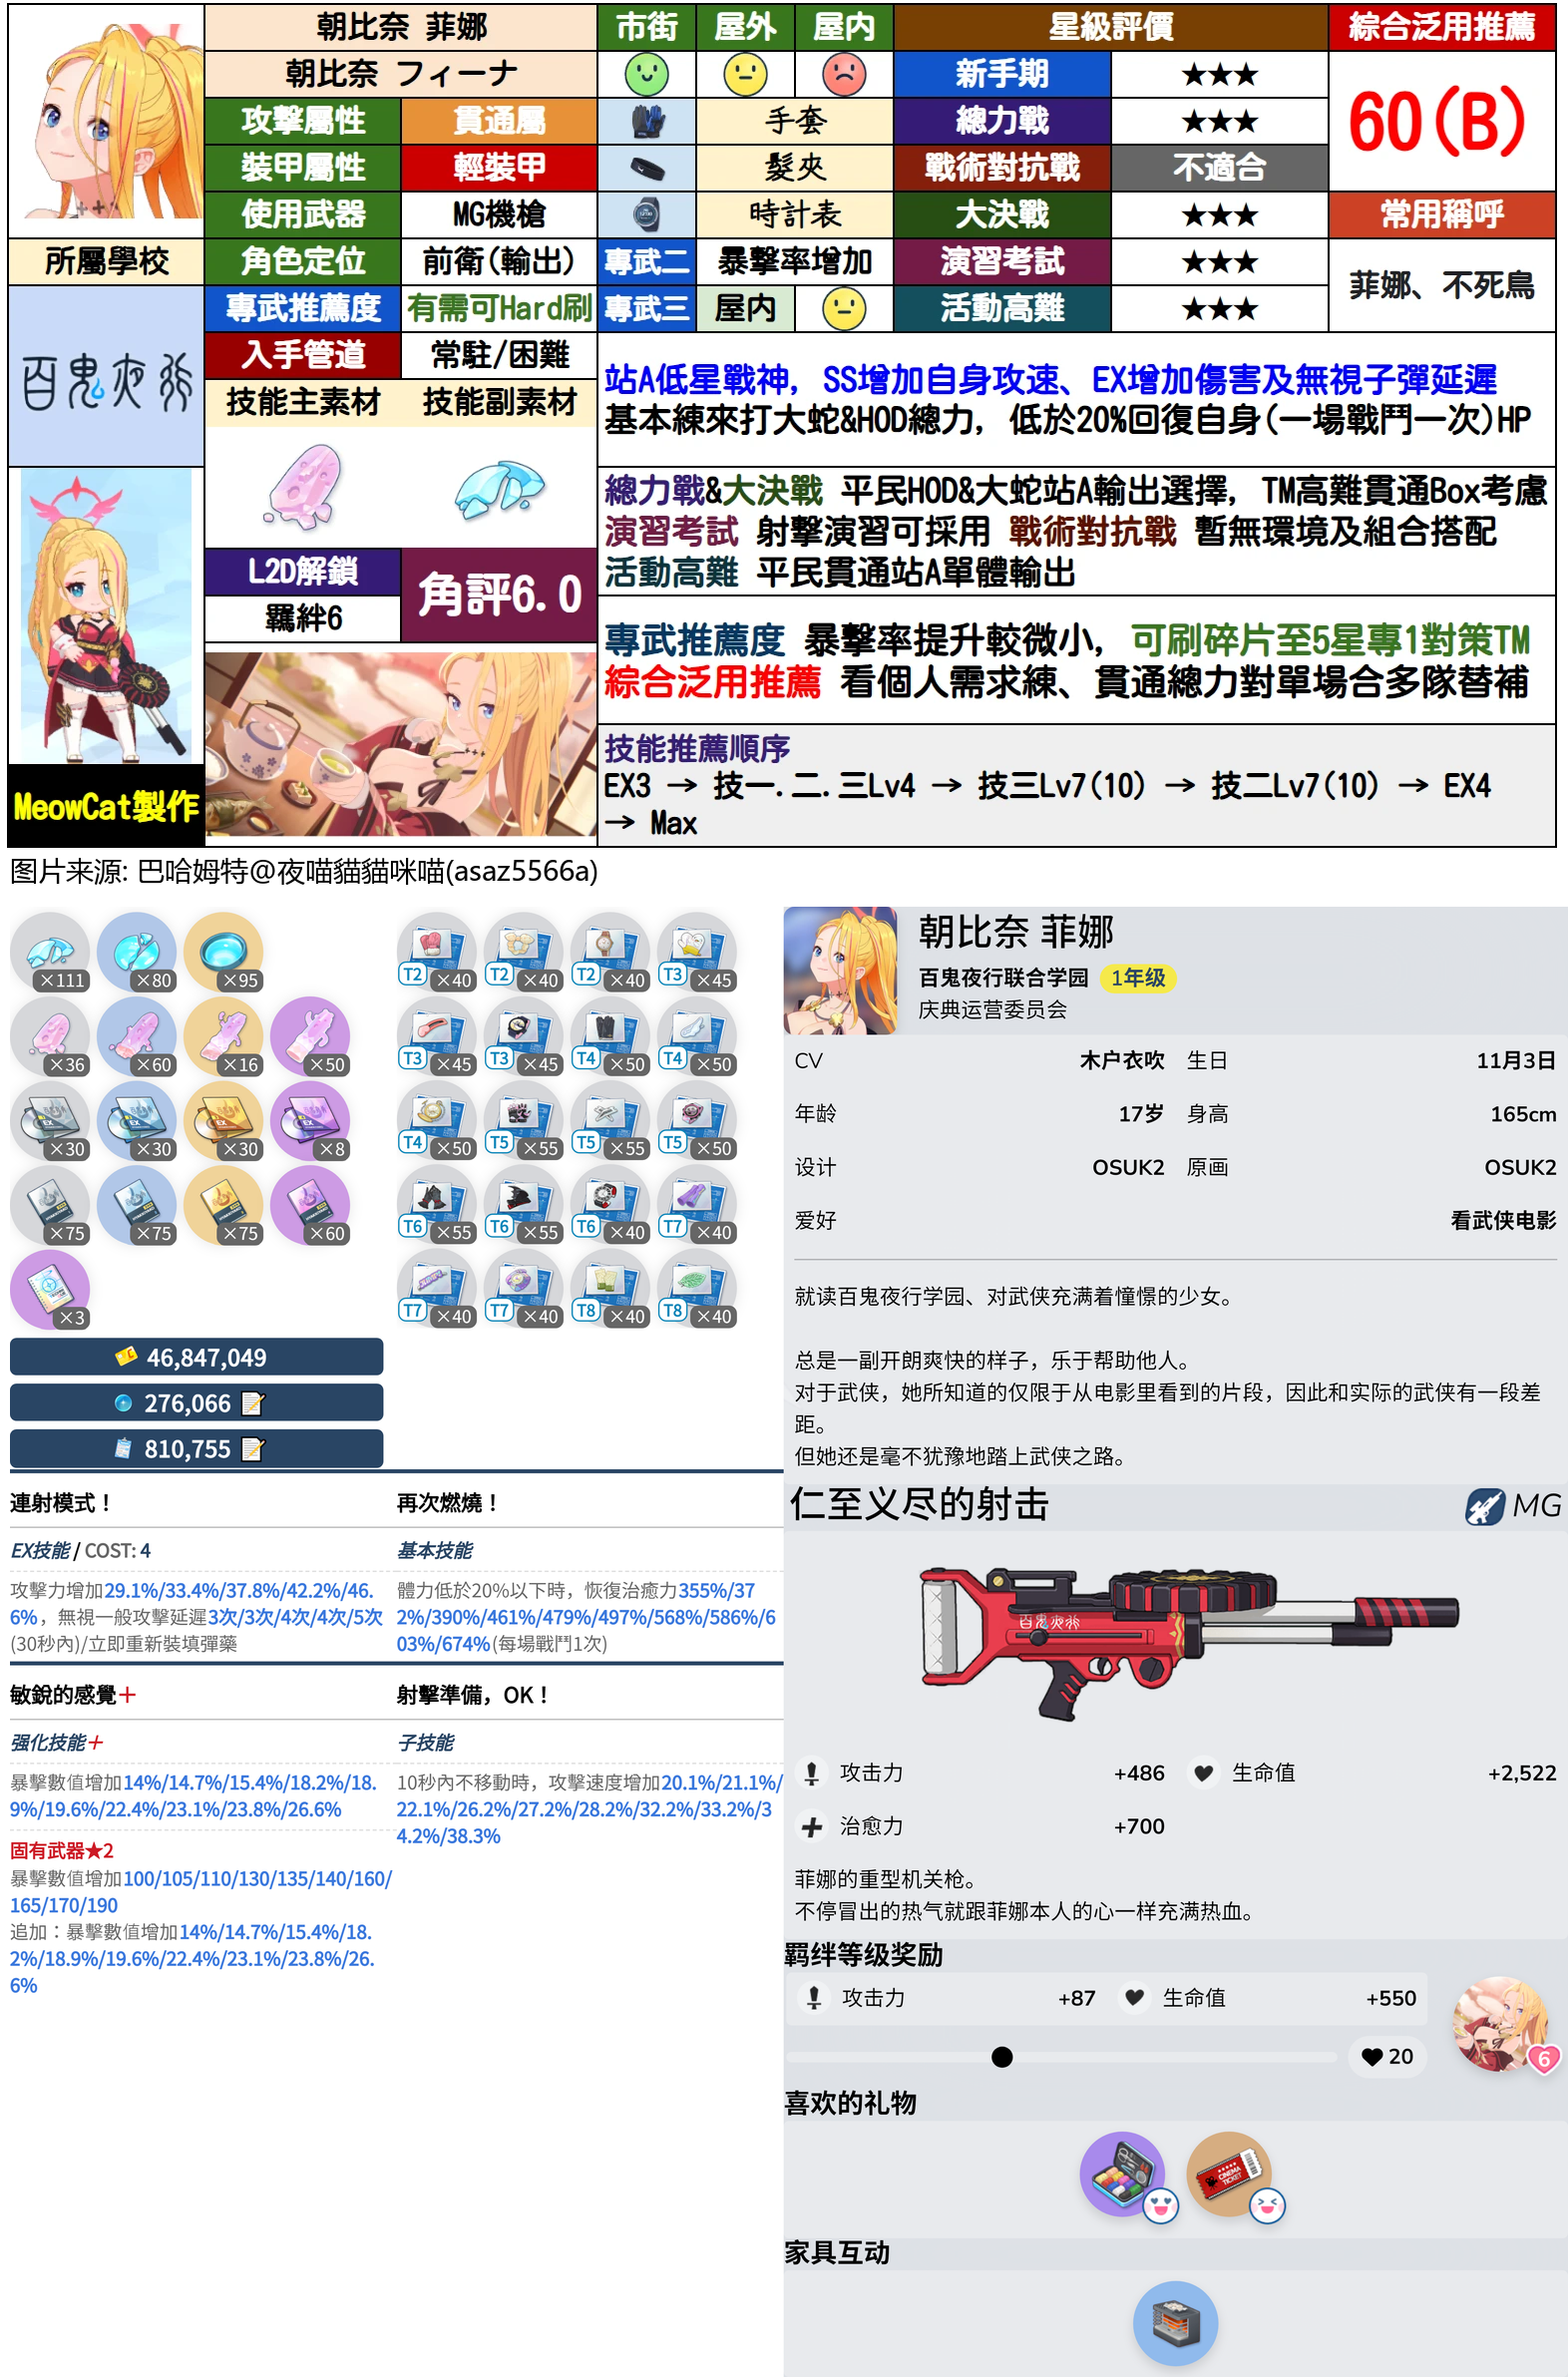 朝比奈 菲娜
市街
屋外
屋内
星級評價
綜合泛用推薦
朝比奈 フィーナ
新手期
★★★
60(B)
攻擊屬性
貫通屬
手套
總力戰
★★★
裝甲屬性
輕裝甲
髮夾
戰術對抗戰
不適合
使用武器
MG機槍
時計表
大決戰
★★★
常用稱呼
所屬學校
角色定位
前衛(輸出)
專武二
暴擊率增加
演習考試
★★★
菲娜、不死鳥
百鬼夜行
專武推薦度
有需可Hard刷
專武三
屋内
活動高難
★★★
入手管道
常駐/困難
站A低星戰神, SS增加自身攻速、EX增加傷害及無視子彈延遲
基本練來打大蛇&HOD總力, 低於20%回復自身(一場戰鬥一次)HP
技能主素材
技能副素材
總力戰&大決戰 平民HOD&大蛇站A輸出選擇, TM高難貫通Box考慮
演習考試 射擊演習可採用 戰術對抗戰 暫無環境及組合搭配
活動高難 平民貫通站A單體輸出
L2D解鎖
角評6.0
羈絆6
專武推薦度 暴擊率提升較微小, 可刷碎片至5星專1對策TM
綜合泛用推薦 看個人需求練、貫通總力對單場合多隊替補
技能推薦順序
EX3 → 技一.二.三Lv4 → 技三Lv7(10) → 技二Lv7(10) → EX4
→ Max
MeowCat製作
图片来源: 巴哈姆特@夜喵貓貓咪喵(asaz5566a)
×111
×80
×95
×36
×60
×16
×50
EX
×30
×30
×30
×8
×75
×75
×75
×60
×3
46,847,049
276,066
810,755
T2 ×40
T2 ×40
T2 ×40
T3 ×45
T3 ×45
T3 ×45
T4 ×50
T4 ×50
T4 ×50
T5 ×55
T5 ×55
T5 ×50
T6 ×55
T6 ×55
T6 ×40
T7 ×40
T7 ×40
T7 ×40
T8 ×40
T8 ×40
連射模式！
EX技能 / COST: 4
攻擊力增加29.1%/33.4%/37.8%/42.2%/46.
6%，無視一般攻擊延遲3次/3次/4次/4次/5次
(30秒內)/立即重新裝填彈藥
再次燃燒！
基本技能
體力低於20%以下時，恢復治癒力355%/37
2%/390%/461%/479%/497%/568%/586%/6
03%/674%(每場戰鬥1次)
敏銳的感覺＋
强化技能＋
暴擊數值增加14%/14.7%/15.4%/18.2%/18.
9%/19.6%/22.4%/23.1%/23.8%/26.6%
固有武器★2
暴擊數值增加100/105/110/130/135/140/160/
165/170/190
追加：暴擊數值增加14%/14.7%/15.4%/18.
2%/18.9%/19.6%/22.4%/23.1%/23.8%/26.
6%
射擊準備，OK！
子技能
10秒內不移動時，攻擊速度增加20.1%/21.1%/
22.1%/26.2%/27.2%/28.2%/32.2%/33.2%/3
4.2%/38.3%
朝比奈 菲娜
百鬼夜行联合学园 1年级
庆典运营委员会
CV 木户衣吹 生日 11月3日
年龄 17岁 身高 165cm
设计 OSUK2 原画 OSUK2
爱好 看武侠电影
就读百鬼夜行学园、对武侠充满着憧憬的少女。
总是一副开朗爽快的样子，乐于帮助他人。
对于武侠，她所知道的仅限于从电影里看到的片段，因此和实际的武侠有一段差
距。
但她还是毫不犹豫地踏上武侠之路。
仁至义尽的射击
MG
百鬼夜行
攻击力 +486 生命值 +2,522
治愈力 +700
菲娜的重型机关枪。
不停冒出的热气就跟菲娜本人的心一样充满热血。
羁绊等级奖励
攻击力 +87 生命值 +550
20
6
喜欢的礼物
CINEMA
TICKET
家具互动